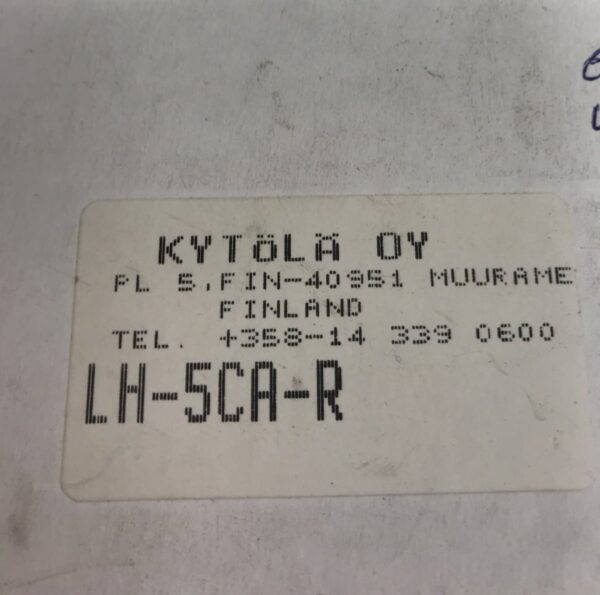 KYTÖLÄ OY
PL 5, FIN-40951 MUURAME
FINLAND
TEL. +358-14 339 0600
LH-5CA-R